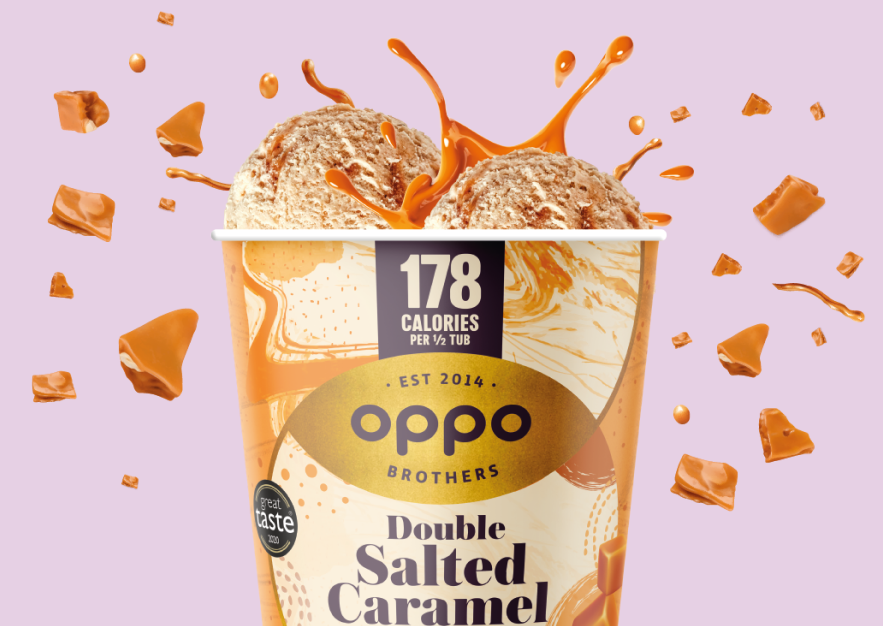 178
CALORIES
PER ½ TUB
· EST 2014 ·
oppo
BROTHERS
great
taste
2020
Double
Salted
Caramel